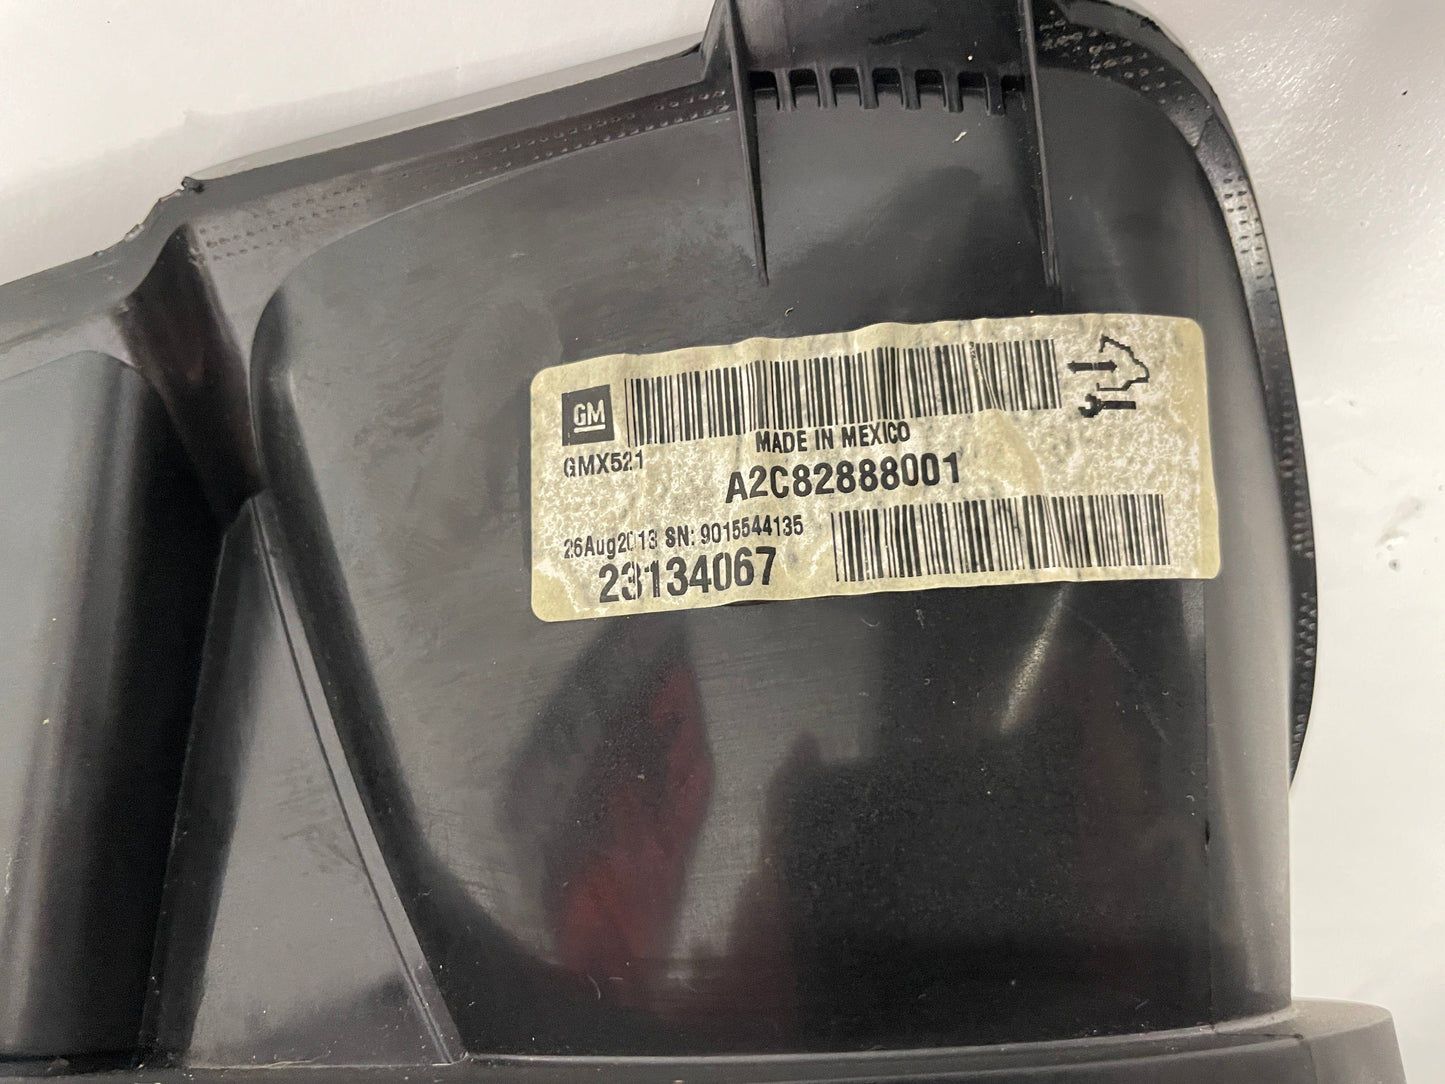 GM
MADE IN MEXICO
GMX521
A2C82888001
26Aug2013 SN: 9015544135
23134067